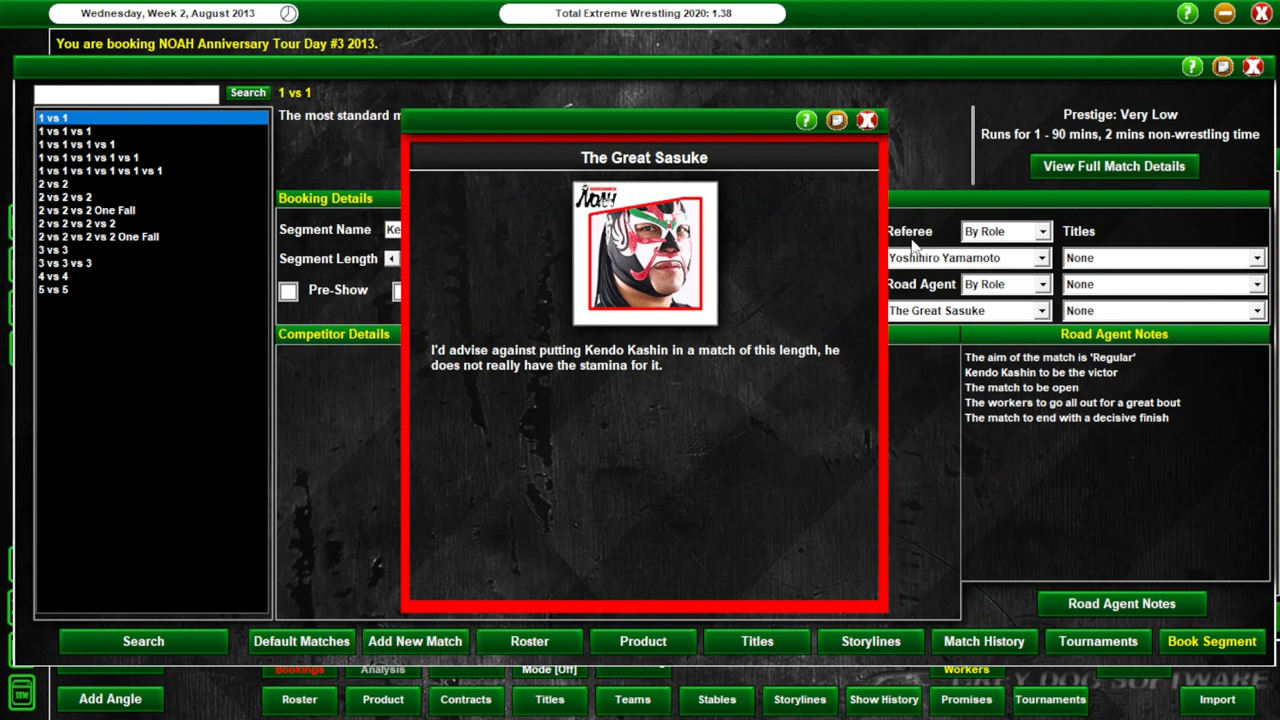 Wednesday, Week 2, August 2013
Total Extreme Wrestling 2020: 1.38
You are booking NOAH Anniversary Tour Day #3 2013.
Search
1 vs 1
The most standard m
Prestige: Very Low
Runs for 1 - 90 mins, 2 mins non-wrestling time
View Full Match Details
1 vs 1
1 vs 1 vs 1
1 vs 1 vs 1 vs 1
1 vs 1 vs 1 vs 1 vs 1
1 vs 1 vs 1 vs 1 vs 1 vs 1
2 vs 2
2 vs 2 vs 2
2 vs 2 vs 2 One Fall
2 vs 2 vs 2 vs 2
2 vs 2 vs 2 vs 2 One Fall
3 vs 3
3 vs 3 vs 3
4 vs 4
5 vs 5
Booking Details
Segment Name
Ke
Segment Length
Pre-Show
Competitor Details
The Great Sasuke
NOAH
I'd advise against putting Kendo Kashin in a match of this length, he
does not really have the stamina for it.
Referee
By Role
Titles
Yoshihiro Yamamoto
None
Road Agent
By Role
None
The Great Sasuke
None
Road Agent Notes
The aim of the match is 'Regular'
Kendo Kashin to be the victor
The match to be open
The workers to go all out for a great bout
The match to end with a decisive finish
Road Agent Notes
Search
Default Matches
Add New Match
Roster
Product
Titles
Storylines
Match History
Tournaments
Book Segment
Bookings
Analysis
Mode [Off]
Workers
TEW
Add Angle
Roster
Product
Contracts
Titles
Teams
Stables
Storylines
Show History
Promises
Tournaments
Import